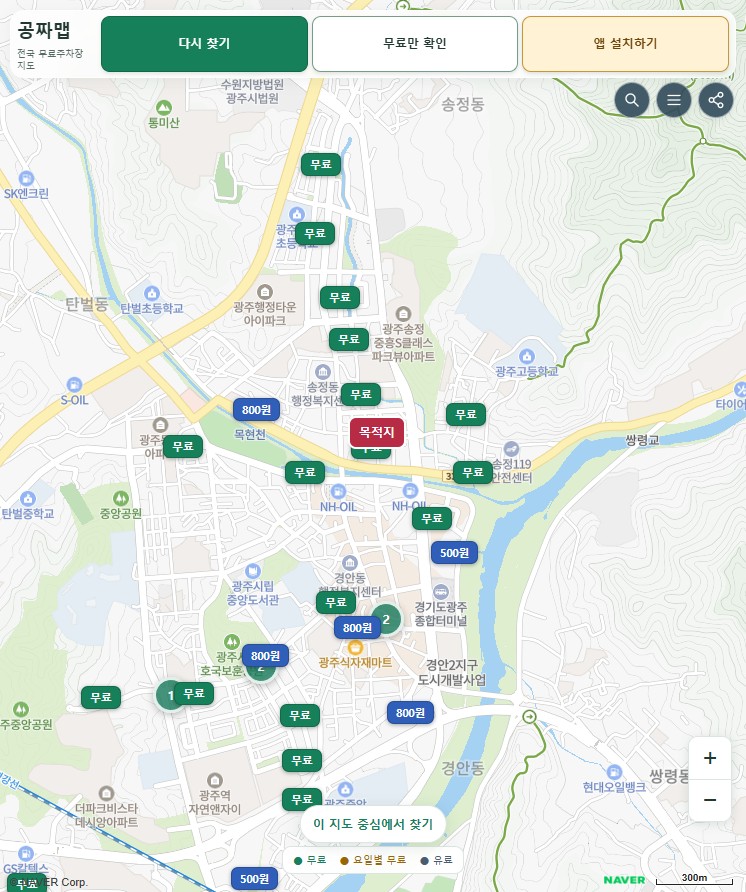 공짜맵
전국 무료주차장
지도
다시 찾기
무료만 확인
앱 설치하기
수원지방법원
광주시법원
송정동
통미산
무료
SK엔크린
무료
초등학교
탄벌동
탄벌초등학교
광주행정타운
아이파크
무료
광주송정
중흥S클래스
파크뷰아파트
무료
광주고등학교
S-OIL
송정동
무료
800원
무료
목현천
목적지
쌍령교
무료
무료
무료
송정119
안전센터
탄벌중학교
중앙공원
NH-OIL
NH-OIL
무료
500원
경안동
행정복지센터
광주시립
중앙도서관
무료
2
경기도광주
종합터미널
800원
800원
광주식자재마트
경안2지구
도시개발사업
무료
1
무료
무료
800원
무료
경안동
쌍령동
현대오일뱅크
더파크비스타
데시앙아파트
광주역
자연앤자이
무료
이 지도 중심에서 찾기
무료
요일별 무료
유료
GS칼텍스
무료
800원
NAVER
300m
+
−